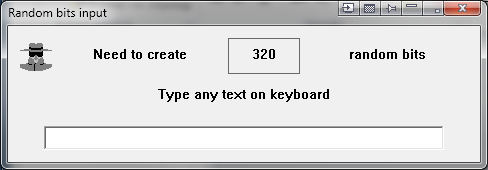 Random bits input
Need to create 320 random bits
Type any text on keyboard